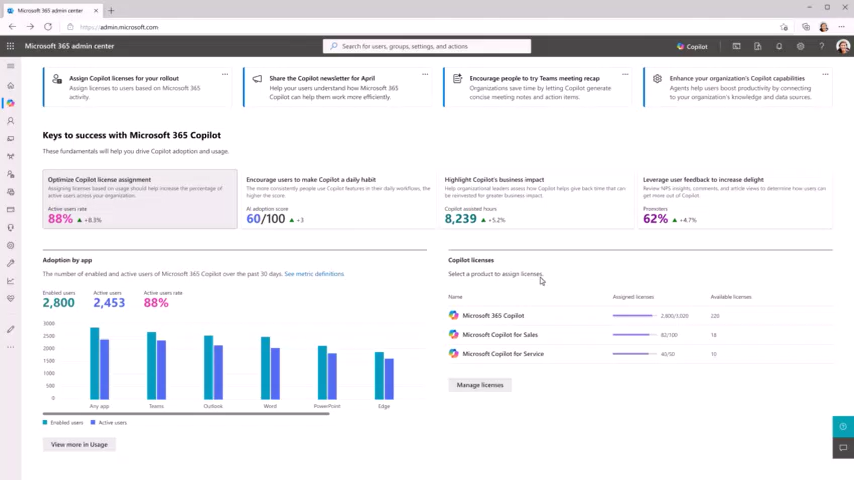 Microsoft 365 admin center
https://admin.microsoft.com
Microsoft 365 admin center
Search for users, groups, settings, and actions
Copilot
Assign Copilot licenses for your rollout
Assign licenses to users based on Microsoft 365
activity.
Share the Copilot newsletter for April
Help your users understand how Microsoft 365
Copilot can help them work more efficiently.
Encourage people to try Teams meeting recap
Organizations save time by letting Copilot generate
concise meeting notes and action items.
Enhance your organization's Copilot capabilities
Agents help users boost productivity by connecting
to your organization's knowledge and data sources.
Keys to success with Microsoft 365 Copilot
These fundamentals will help you drive Copilot adoption and usage.
Optimize Copilot license assignment
Assigning licenses based on usage should help increase the percentage of
active users across your organization.
Active users rate
88% ▲ +8.3%
Encourage users to make Copilot a daily habit
The more consistently people use Copilot features in their daily workflows, the
higher the score.
AI adoption score
60/100 ▲ +3
Highlight Copilot's business impact
Help organizational leaders assess how Copilot helps give back time that can
be reinvested for greater business impact.
Copilot assisted hours
8,239 ▲ +5.2%
Leverage user feedback to increase delight
Review NPS insights, comments, and article views to determine how users can
get more out of Copilot.
Promoters
62% ▲ +4.7%
Adoption by app
The number of enabled and active users of Microsoft 365 Copilot over the past 30 days. See metric definitions
Enabled users Active users Active users rate
2,800 2,453 88%
3000
2500
2000
1500
1000
500
0
Any app Teams Outlook Word PowerPoint Edge
Enabled users Active users
View more in Usage
Copilot licenses
Select a product to assign licenses.
Name Assigned licenses Available licenses
Microsoft 365 Copilot 2,800/3,020 220
Microsoft Copilot for Sales 82/100 18
Microsoft Copilot for Service 40/50 10
Manage licenses